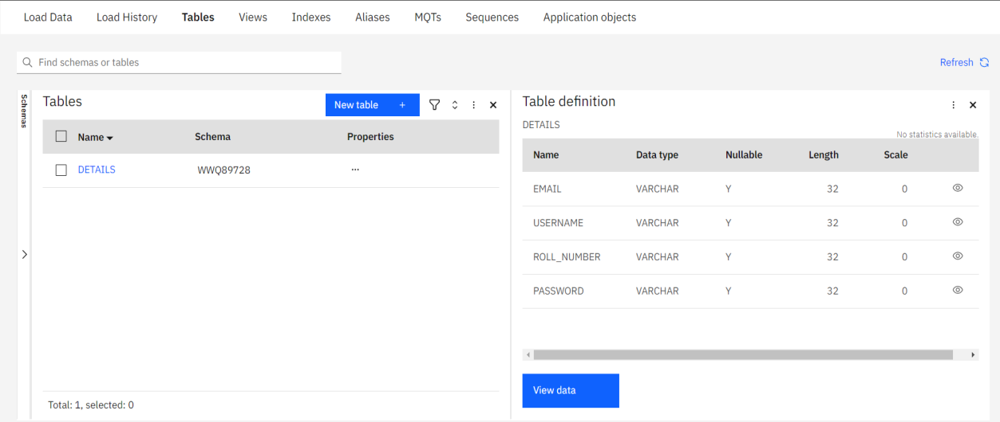 Load Data Load History Tables Views Indexes Aliases MQTs Sequences Application objects
Find schemas or tables
Refresh
Schemas
Tables
New table +
Name Schema Properties
DETAILS WWQ89728 ...
Total: 1, selected: 0
Table definition
DETAILS
No statistics available.
Name Data type Nullable Length Scale
EMAIL VARCHAR Y 32 0
USERNAME VARCHAR Y 32 0
ROLL_NUMBER VARCHAR Y 32 0
PASSWORD VARCHAR Y 32 0
View data